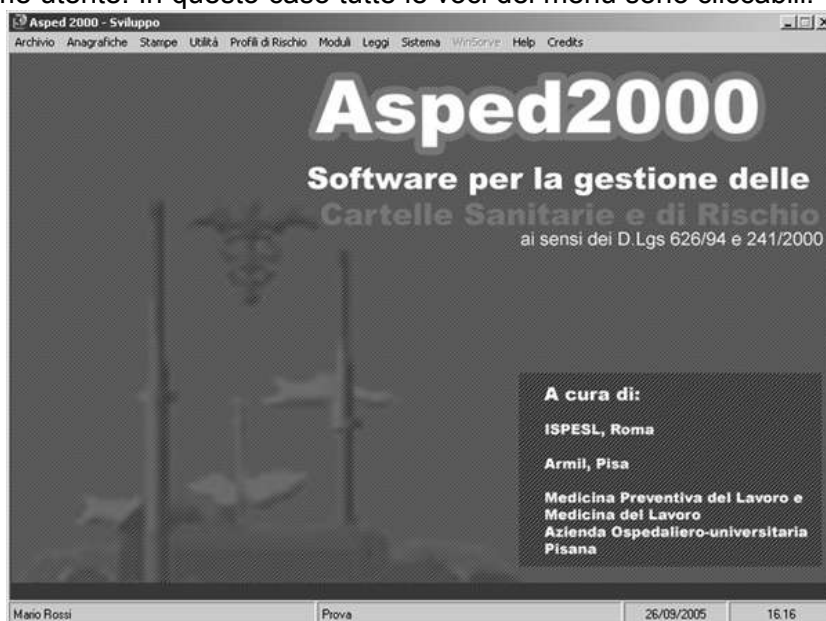 utente. In questo caso tutte le voci del menu sono cliccabili.
Asped 2000 - Sviluppo
Archivio Anagrafiche Stampe Utilità Profili di Rischio Moduli Leggi Sistema WinSorve Help Credits
Asped2000
Software per la gestione delle
Cartelle Sanitarie e di Rischio
ai sensi dei D.Lgs 626/94 e 241/2000
A cura di:
ISPESL, Roma
Armil, Pisa
Medicina Preventiva del Lavoro e
Medicina del Lavoro
Azienda Ospedaliero-universitaria
Pisana
Mario Rossi Prova 26/09/2005 16.16